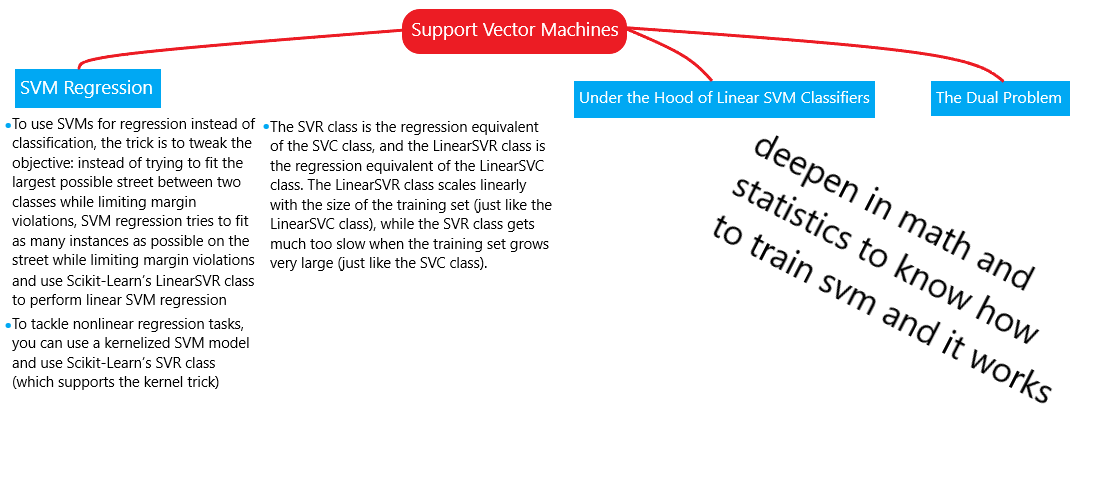 Support Vector Machines
SVM Regression
To use SVMs for regression instead of
classification, the trick is to tweak the
objective: instead of trying to fit the
largest possible street between two
classes while limiting margin
violations, SVM regression tries to fit
as many instances as possible on the
street while limiting margin violations
and use Scikit-Learn’s LinearSVR class
to perform linear SVM regression
To tackle nonlinear regression tasks,
you can use a kernelized SVM model
and use Scikit-Learn’s SVR class
(which supports the kernel trick)
The SVR class is the regression equivalent
of the SVC class, and the LinearSVR class is
the regression equivalent of the LinearSVC
class. The LinearSVR class scales linearly
with the size of the training set (just like the
LinearSVC class), while the SVR class gets
much too slow when the training set grows
very large (just like the SVC class).
Under the Hood of Linear SVM Classifiers
The Dual Problem
deepen in math and
statistics to know how
to train svm and it works